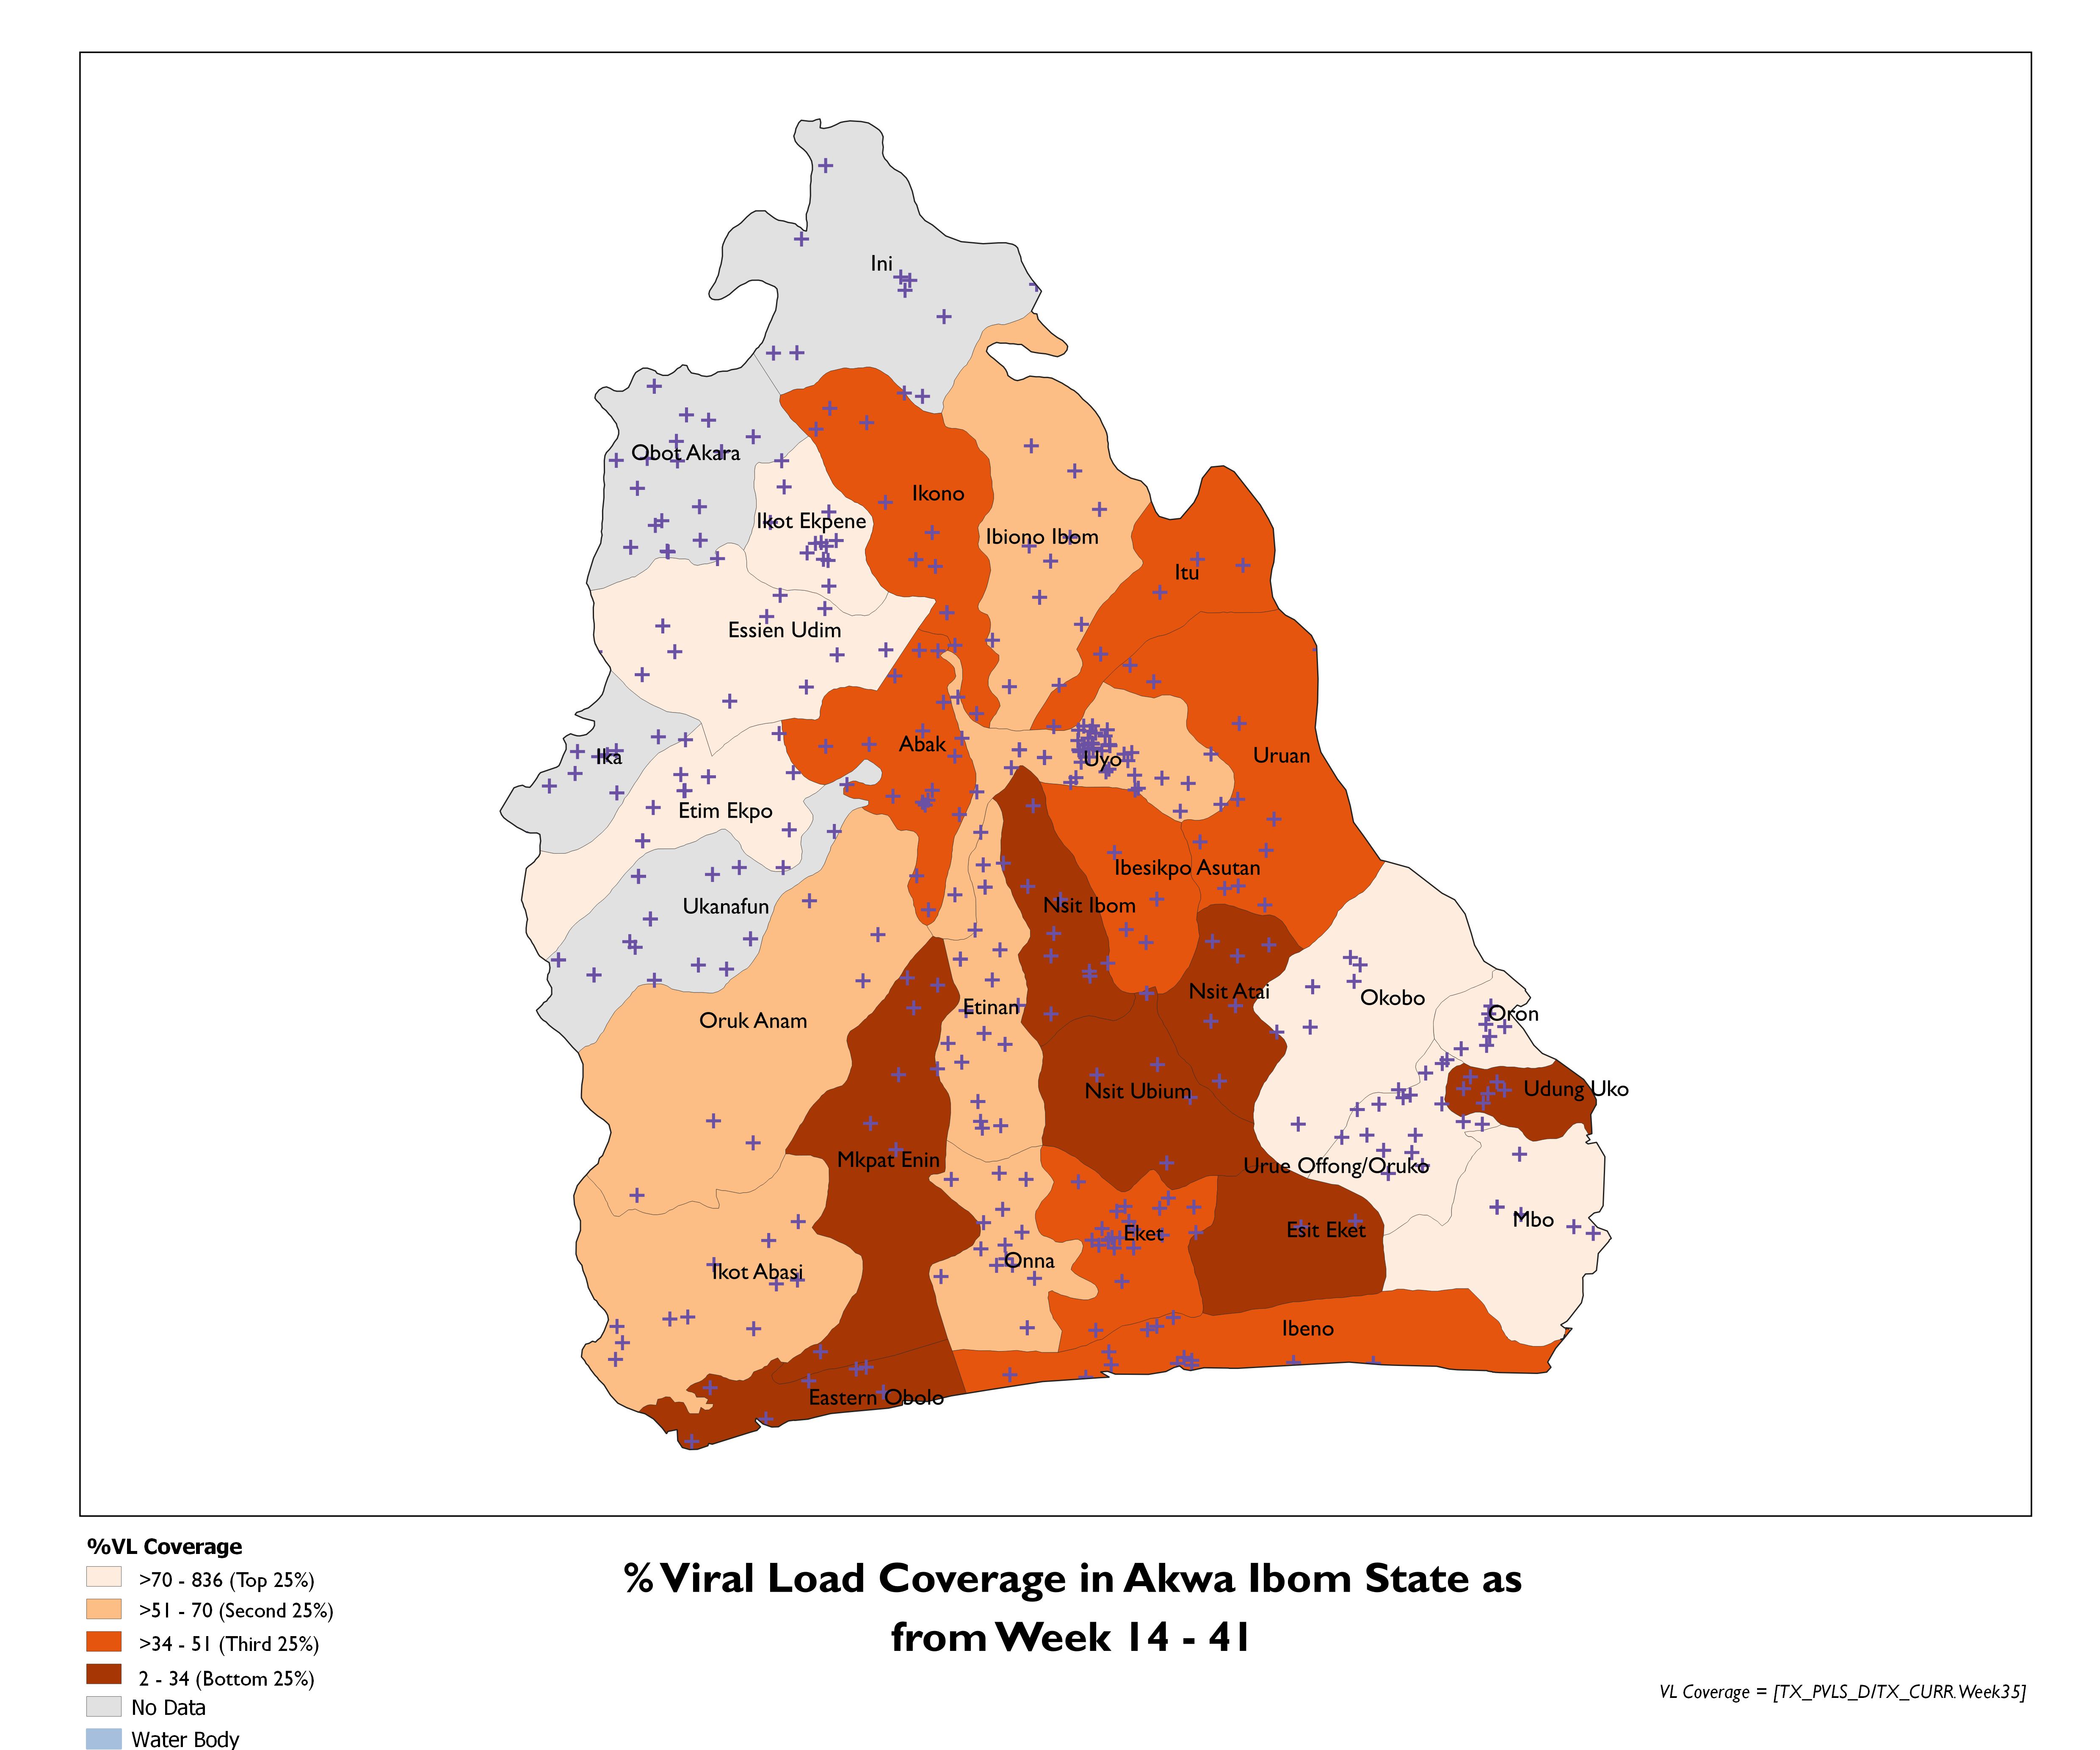 Ini
Obot Akara
Ikono
Ikot Ekpene
Ibiono Ibom
Itu
Essien Udim
Abak
Uyo
Uruan
Ika
Etim Ekpo
Ibesikpo Asutan
Ukanafun
Nsit Ibom
Nsit Atai
Okobo
Etinan
Oron
Oruk Anam
Nsit Ubium
Udung Uko
Mkpat Enin
Urue Offong/Oruko
Mbo
Eket
Esit Eket
Onna
Ikot Abasi
Ibeno
Eastern Obolo
%VL Coverage
>70 - 836 (Top 25%)
>51 - 70 (Second 25%)
>34 - 51 (Third 25%)
2 - 34 (Bottom 25%)
No Data
Water Body
% Viral Load Coverage in Akwa Ibom State as
from Week 14 - 41
VL Coverage = [TX_PVLS_D/TX_CURR.Week35]